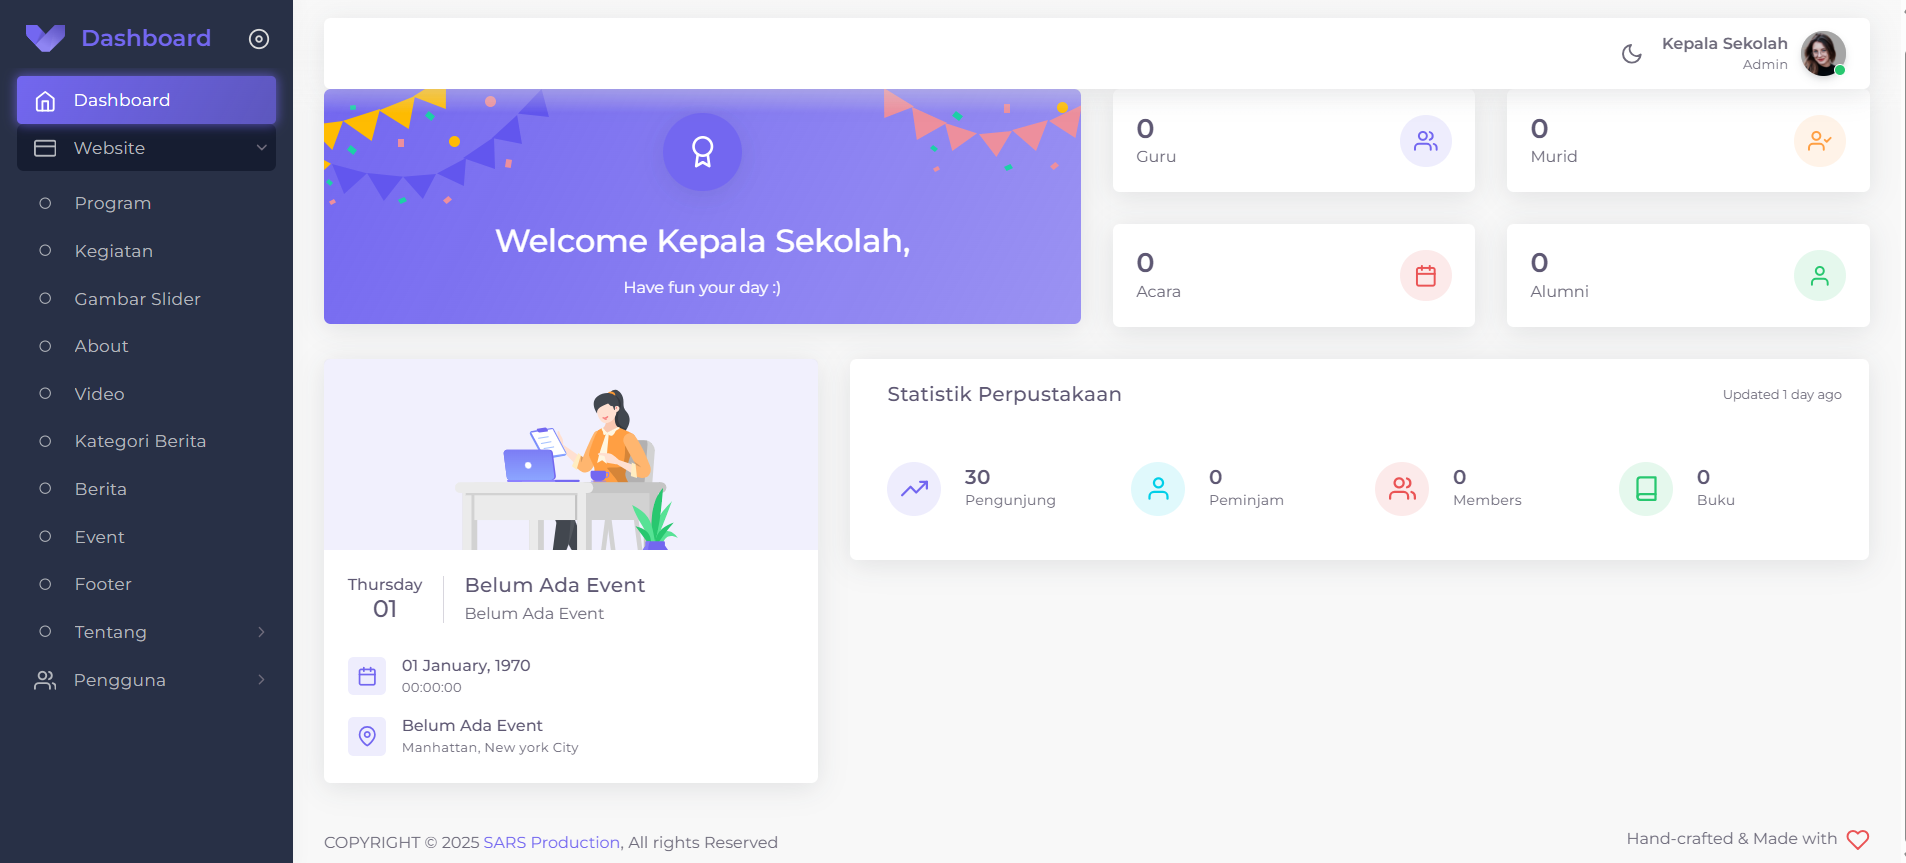 Dashboard
Dashboard
Website
Program
Kegiatan
Gambar Slider
About
Video
Kategori Berita
Berita
Event
Footer
Tentang
Pengguna
Kepala Sekolah
Admin
Welcome Kepala Sekolah,
Have fun your day :)
0
Guru
0
Murid
0
Acara
0
Alumni
Thursday
01
Belum Ada Event
Belum Ada Event
01 January, 1970
00:00:00
Belum Ada Event
Manhattan, New york City
Statistik Perpustakaan
Updated 1 day ago
30
Pengunjung
0
Peminjam
0
Members
0
Buku
COPYRIGHT © 2025 SARS Production, All rights Reserved
Hand-crafted & Made with